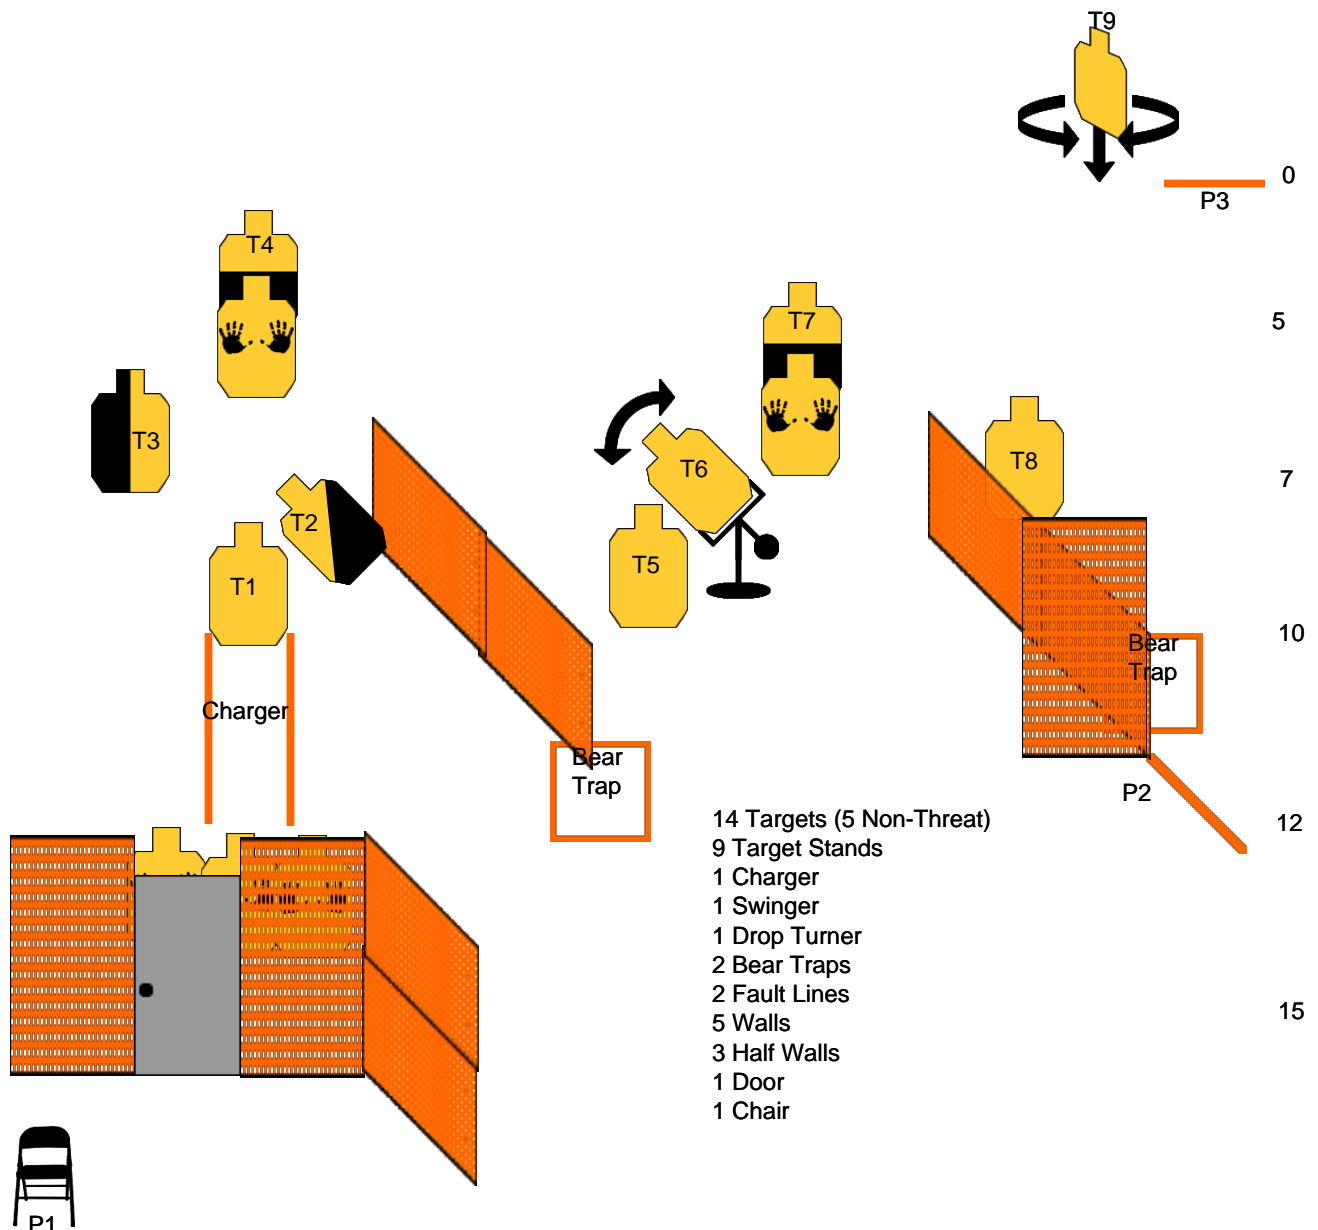 T9
0
P3
T4
5
T7
T3
T8
T6
7
T2
T5
T1
10
Bear
Trap
Charger
Bear
Trap
P2
12
14 Targets (5 Non-Threat)
9 Target Stands
1 Charger
1 Swinger
1 Drop Turner
2 Bear Traps
2 Fault Lines
5 Walls
3 Half Walls
1 Door
1 Chair
15
P1